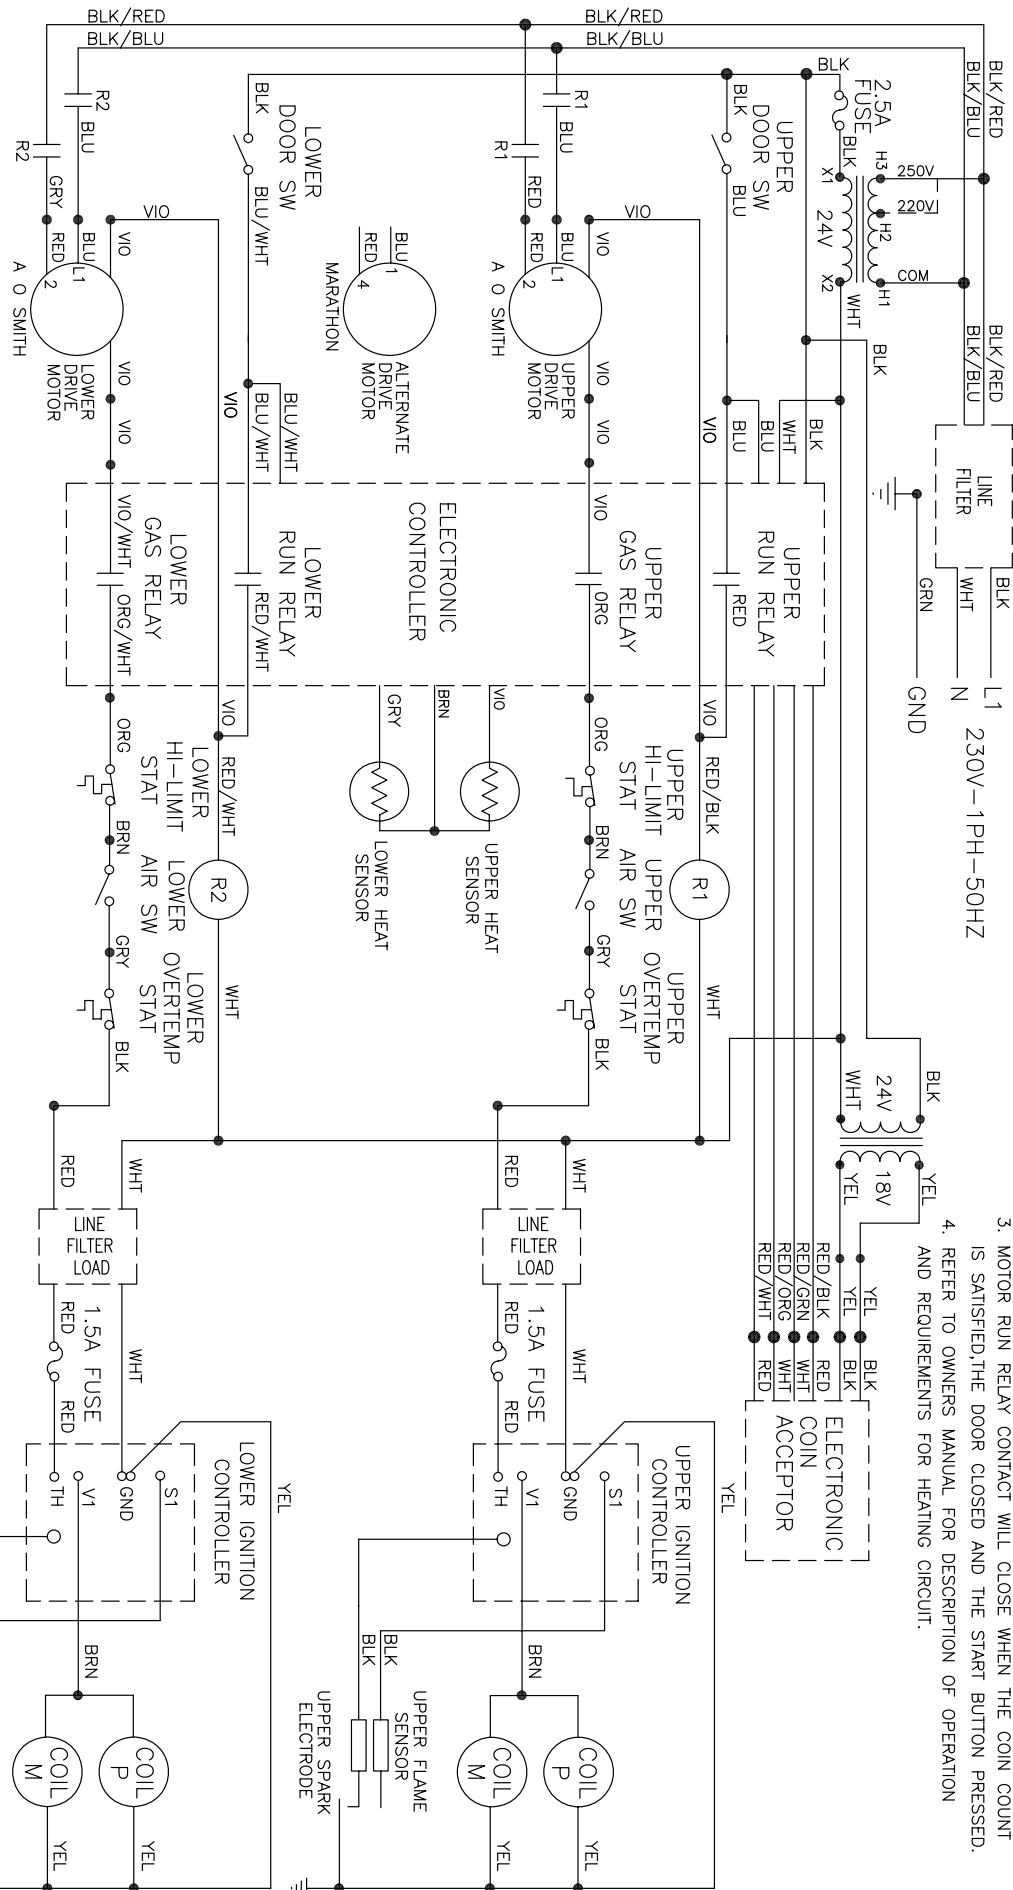 3. MOTOR RUN RELAY CONTACT WILL CLOSE WHEN THE COIN COUNT
IS SATISFIED,THE DOOR CLOSED AND THE START BUTTON PRESSED.
4. REFER TO OWNERS MANUAL FOR DESCRIPTION OF OPERATION
AND REQUIREMENTS FOR HEATING CIRCUIT.
BLK/RED
BLK/BLU
BLK/RED
BLK/BLU
LINE
FILTER
BLK
WHT
GRN
L1
N
GND
230V-1PH-50HZ
BLK/RED
BLK/BLU
BLK
2.5A
FUSE
BLK
H3
250V
220V
H2
COM
H1
X1
24V
X2
WHT
BLK
BLK
24V
WHT
YEL
18V
YEL
YEL
YEL
BLK
BLK
RED/BLK
RED/GRN
RED/ORG
RED/WHT
RED
WHT
WHT
RED
ELECTRONIC
COIN
ACCEPTOR
UPPER
DOOR SW
BLK
BLU
BLK
WHT
BLU
BLU
UPPER
RUN RELAY
RED
VIO
VIO
VIO
RED/BLK
R1
WHT
R1
BLU
R1
RED
VIO
BLU
RED
L1
2
A O SMITH
UPPER
DRIVE
MOTOR
VIO
VIO
VIO
UPPER
GAS RELAY
ORG
ORG
UPPER
HI-LIMIT
STAT
BRN
UPPER
AIR SW
GRY
UPPER
OVERTEMP
STAT
BLK
RED
WHT
LINE
FILTER
LOAD
WHT
RED
1.5A FUSE
RED
UPPER IGNITION
CONTROLLER
S1
GND
V1
TH
YEL
BRN
COIL
P
COIL
M
YEL
YEL
BLK
BLK
UPPER FLAME
SENSOR
UPPER SPARK
ELECTRODE
BLU
RED
1
4
MARATHON
ALTERNATE
DRIVE
MOTOR
ELECTRONIC
CONTROLLER
VIO
BRN
GRY
UPPER HEAT
SENSOR
LOWER HEAT
SENSOR
BLK/RED
BLK/BLU
LOWER
DOOR SW
BLK
BLU/WHT
BLU/WHT
BLU/WHT
LOWER
RUN RELAY
RED/WHT
VIO
VIO
VIO
RED/WHT
R2
WHT
R2
BLU
R2
GRY
VIO
BLU
RED
L1
2
A O SMITH
LOWER
DRIVE
MOTOR
VIO
VIO
VIO/WHT
LOWER
GAS RELAY
ORG/WHT
ORG
LOWER
HI-LIMIT
STAT
BRN
LOWER
AIR SW
GRY
LOWER
OVERTEMP
STAT
BLK
RED
WHT
LINE
FILTER
LOAD
WHT
RED
1.5A FUSE
RED
LOWER IGNITION
CONTROLLER
S1
GND
V1
TH
YEL
BRN
COIL
P
COIL
M
YEL
YEL